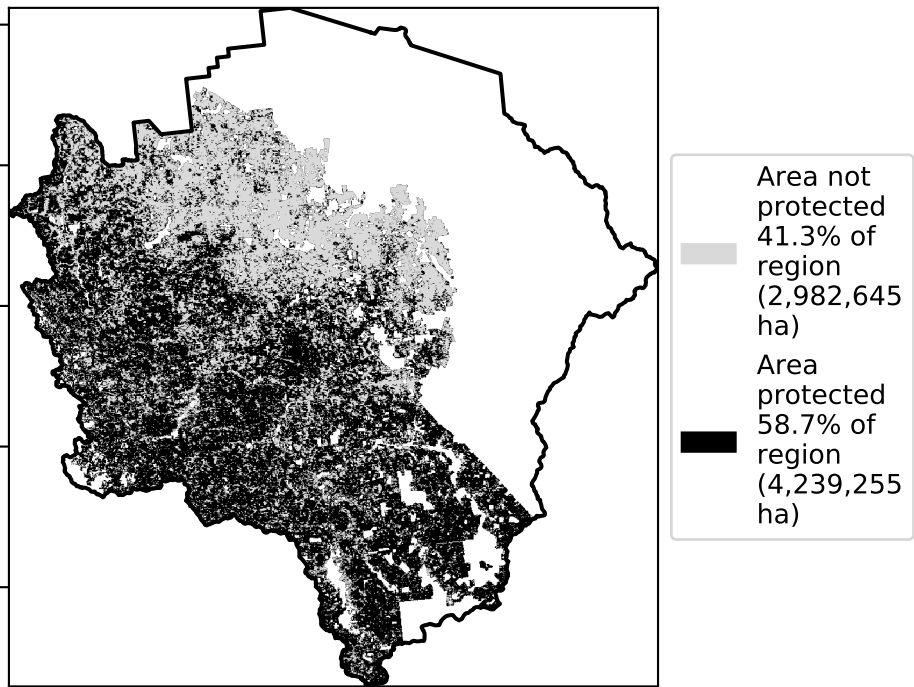 Area not
protected
41.3% of
region
(2,982,645
ha)
Area
protected
58.7% of
region
(4,239,255
ha)